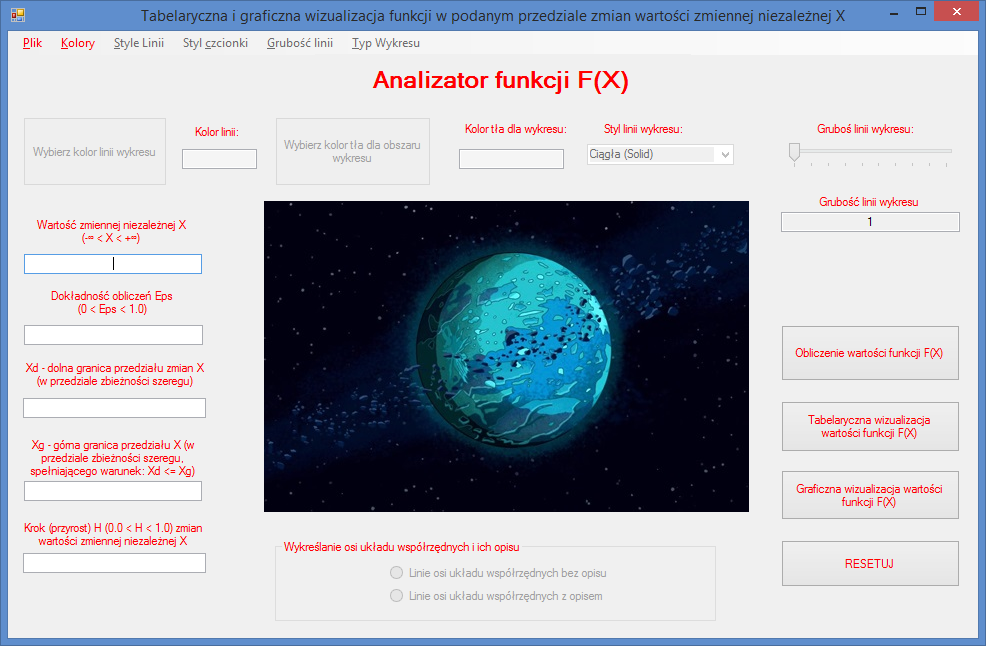 Tabelaryczna i graficzna wizualizacja funkcji w podanym przedziale zmian wartości zmiennej niezależnej X
Plik Kolory Style Linii Styl czcionki Grubość linii Typ Wykresu
Analizator funkcji F(X)
Wybierz kolor linii wykresu
Kolor linii:
Wybierz kolor tła dla obszaru
wykresu
Kolor tła dla wykresu:
Styl linii wykresu:
Ciągła (Solid)
Gruboś linii wykresu:
Grubość linii wykresu
1
Wartość zmiennej niezależnej X
(-∞ < X < +∞)
Dokładność obliczeń Eps
(0 < Eps < 1.0)
Xd - dolna granica przedziału zmian X
(w przedziale zbieżności szeregu)
Xg - górna granica przedziału X (w
przedziale zbieżności szeregu,
spełniającego warunek: Xd <= Xg)
Krok (przyrost) H (0.0 < H < 1.0) zmian
wartości zmiennej niezależnej X
Wykreślanie osi układu współrzędnych i ich opisu
Linie osi układu współrzędnych bez opisu
Linie osi układu współrzędnych z opisem
Obliczenie wartości funkcji F(X)
Tabelaryczna wizualizacja
wartości funkcji F(X)
Graficzna wizualizacja wartości
funkcji F(X)
RESETUJ